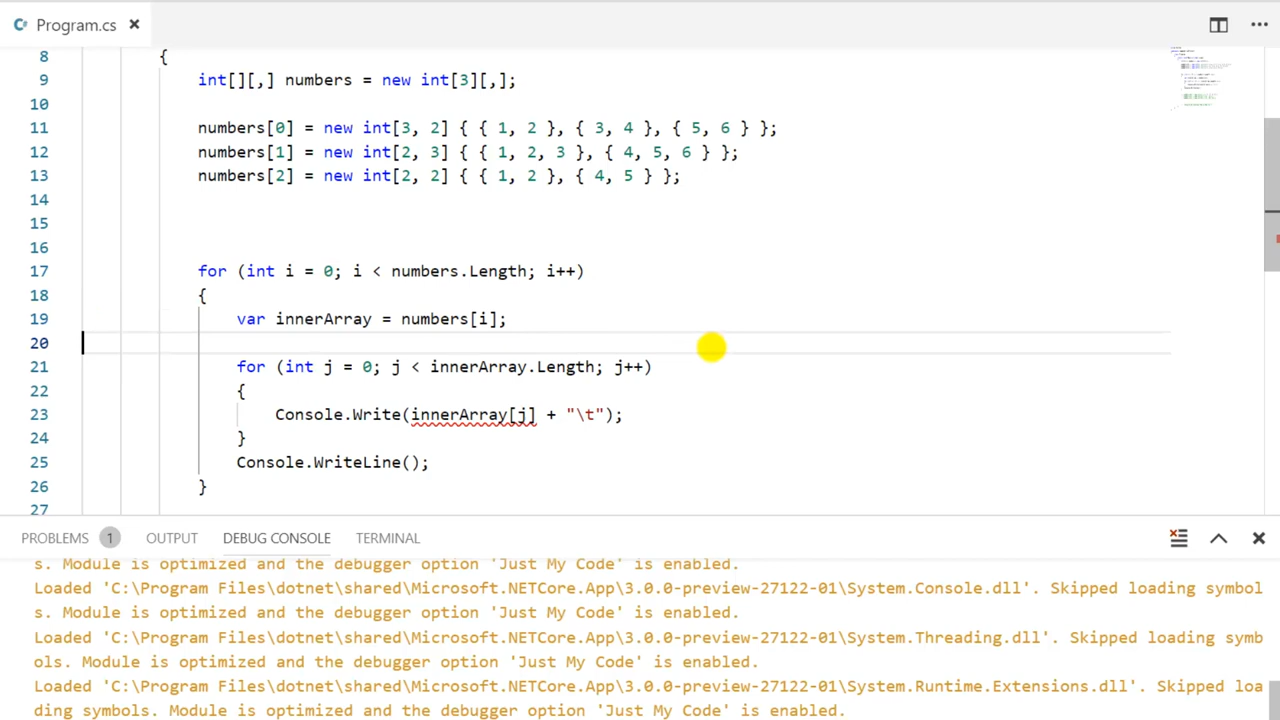 Program.cs ×
8 {
9 int[][,] numbers = new int[3][,];
10
11 numbers[0] = new int[3, 2] { { 1, 2 }, { 3, 4 }, { 5, 6 } };
12 numbers[1] = new int[2, 3] { { 1, 2, 3 }, { 4, 5, 6 } };
13 numbers[2] = new int[2, 2] { { 1, 2 }, { 4, 5 } };
14
15
16
17 for (int i = 0; i < numbers.Length; i++)
18 {
19 var innerArray = numbers[i];
20
21 for (int j = 0; j < innerArray.Length; j++)
22 {
23 Console.Write(innerArray[j] + "\t");
24 }
25 Console.WriteLine();
26 }
27
PROBLEMS 1 OUTPUT DEBUG CONSOLE TERMINAL
s. Module is optimized and the debugger option 'Just My Code' is enabled.
Loaded 'C:\Program Files\dotnet\shared\Microsoft.NETCore.App\3.0.0-preview-27122-01\System.Console.dll'. Skipped loading symbol
s. Module is optimized and the debugger option 'Just My Code' is enabled.
Loaded 'C:\Program Files\dotnet\shared\Microsoft.NETCore.App\3.0.0-preview-27122-01\System.Threading.dll'. Skipped loading symb
ols. Module is optimized and the debugger option 'Just My Code' is enabled.
Loaded 'C:\Program Files\dotnet\shared\Microsoft.NETCore.App\3.0.0-preview-27122-01\System.Runtime.Extensions.dll'. Skipped loa
ding symbols. Module is optimized and the debugger option 'Just My Code' is enabled.